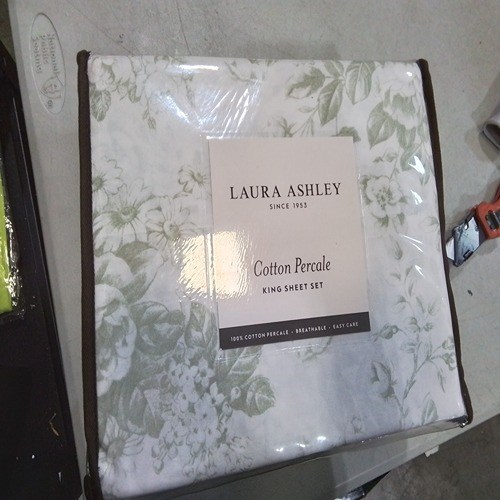 LAURA ASHLEY
SINCE 1953
Cotton Percale
KING SHEET SET
100% COTTON PERCALE - BREATHABLE - EASY CARE